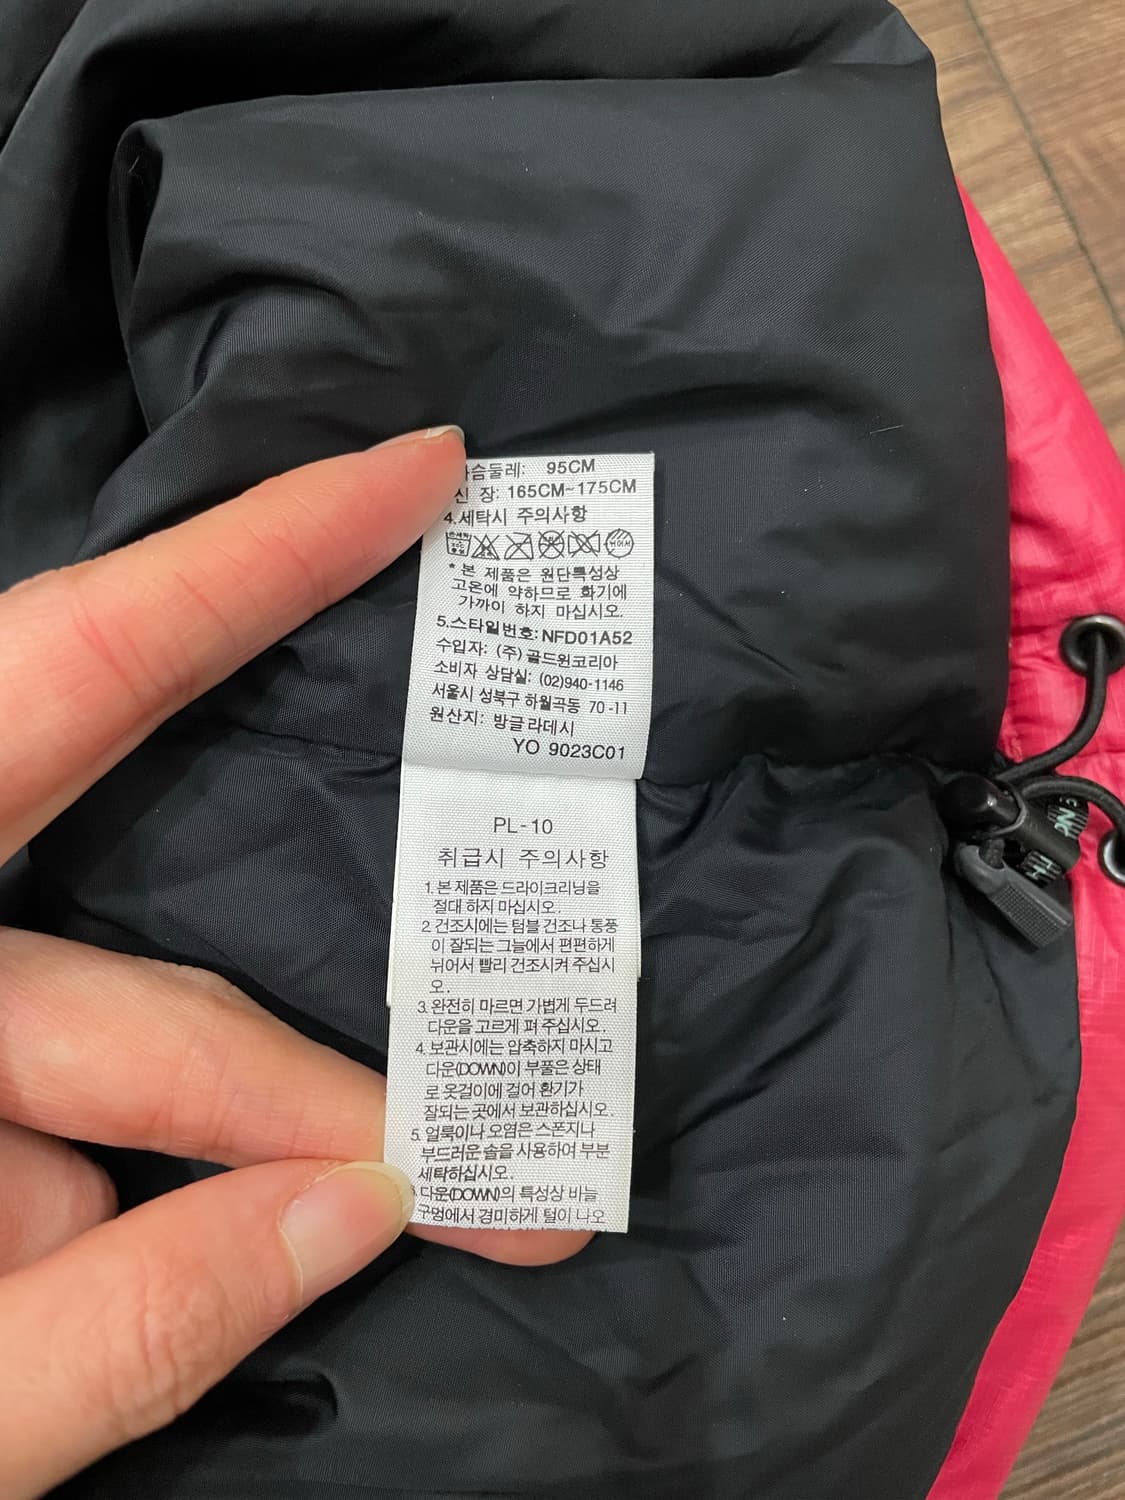 슴둘레: 95CM
신 장: 165CM~175CM
4.세탁시 주의사항
* 본 제품은 원단특성상
고온에 약하므로 화기에
가까이 하지 마십시오.
5.스타일번호: NFD01A52
수입자: (주)골드윈코리아
소비자 상담실: (02)940-1146
서울시 성북구 하월곡동 70-11
원산지: 방글라데시
YO 9023C01
PL-10
취급시 주의사항
1.본 제품은 드라이크리닝을
절대 하지 마십시오.
2.건조시에는 텀블 건조나 통풍
이 잘되는 그늘에서 편편하게
뉘어서 빨리 건조시켜 주십시
오.
3.완전히 마르면 가볍게 두드려
다운을 고르게 펴 주십시오.
4.보관시에는 압축하지 마시고
다운(DOWN)이 부풀은 상태
로 옷걸이에 걸어 환기가
잘되는 곳에서 보관하십시오.
5.얼룩이나 오염은 스폰지나
부드러운 솔을 사용하여 부분
세탁하십시오.
다운(DOWN)의 특성상 바늘
구멍에서 경미하게 털이 나오